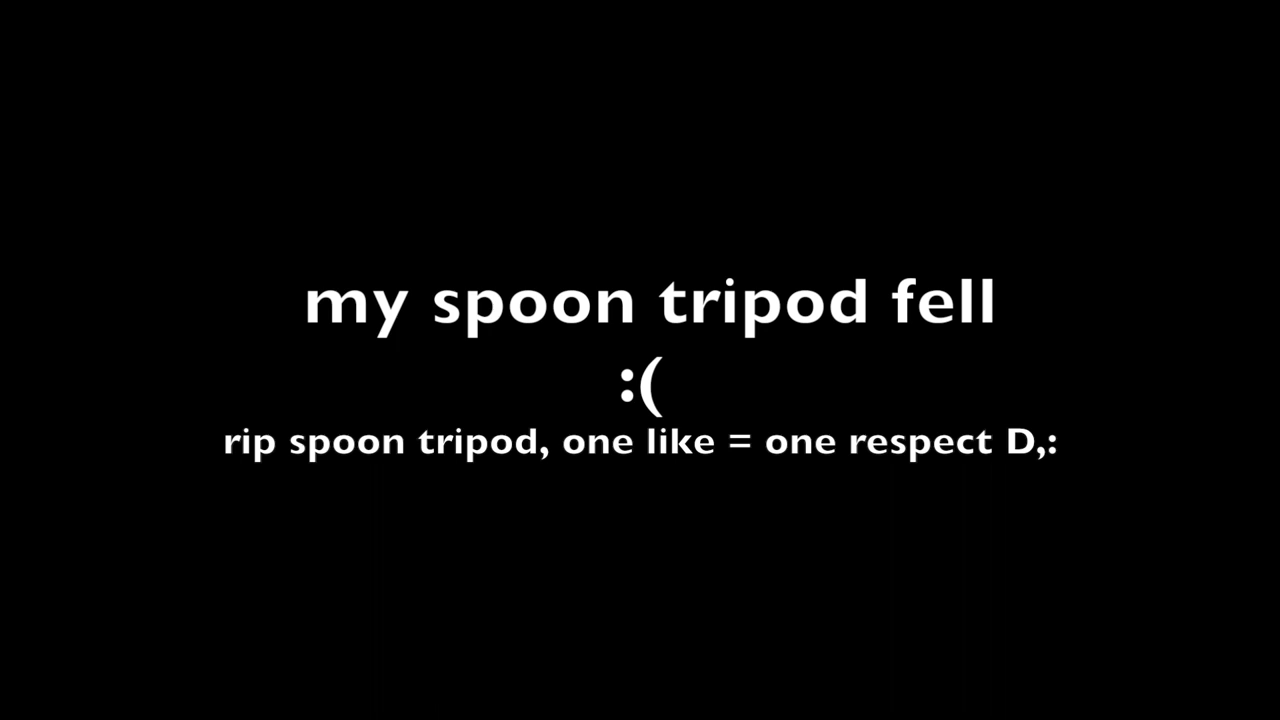 my spoon tripod fell
:(
rip spoon tripod, one like = one respect D,: